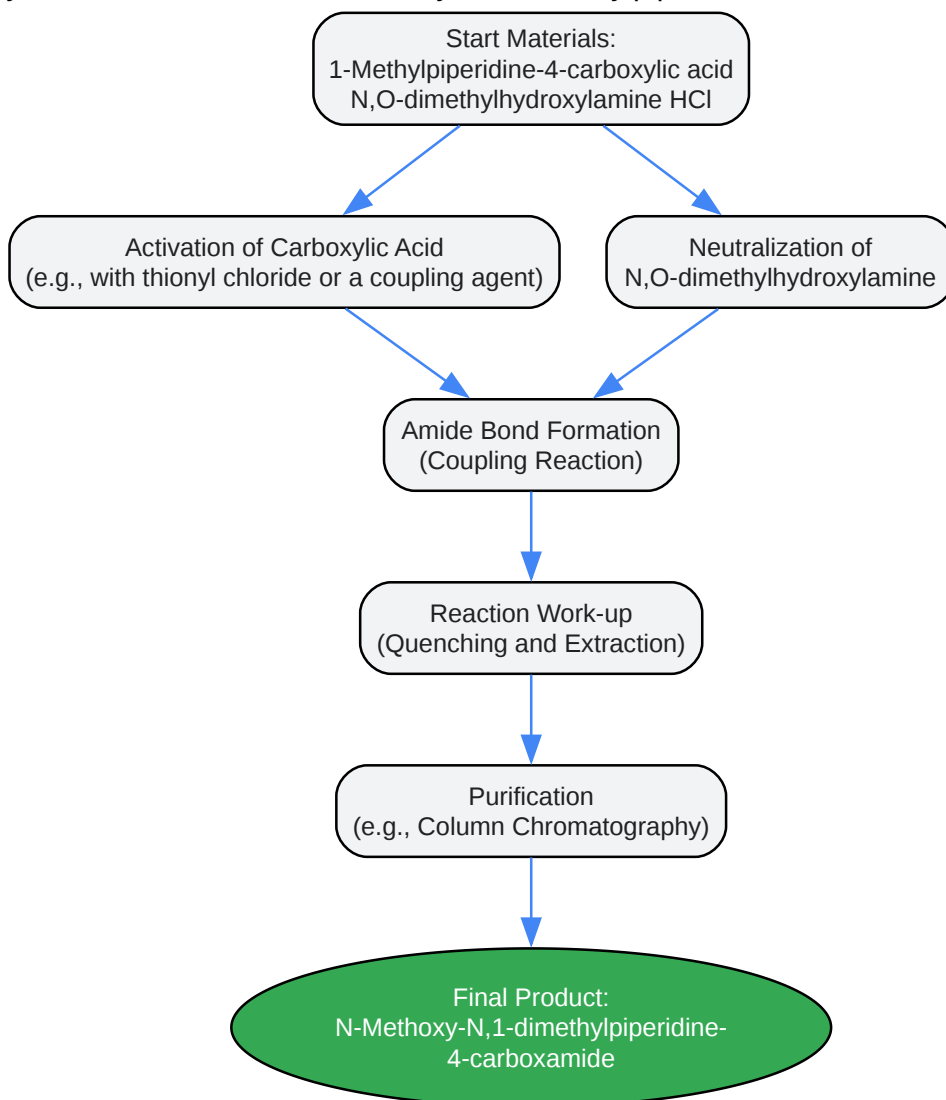 Start Materials:
1-Methylpiperidine-4-carboxylic acid
N,O-dimethylhydroxylamine HCl
Activation of Carboxylic Acid
(e.g., with thionyl chloride or a coupling agent)
Neutralization of
N,O-dimethylhydroxylamine
Amide Bond Formation
(Coupling Reaction)
Reaction Work-up
(Quenching and Extraction)
Purification
(e.g., Column Chromatography)
Final Product:
N-Methoxy-N,1-dimethylpiperidine-
4-carboxamide